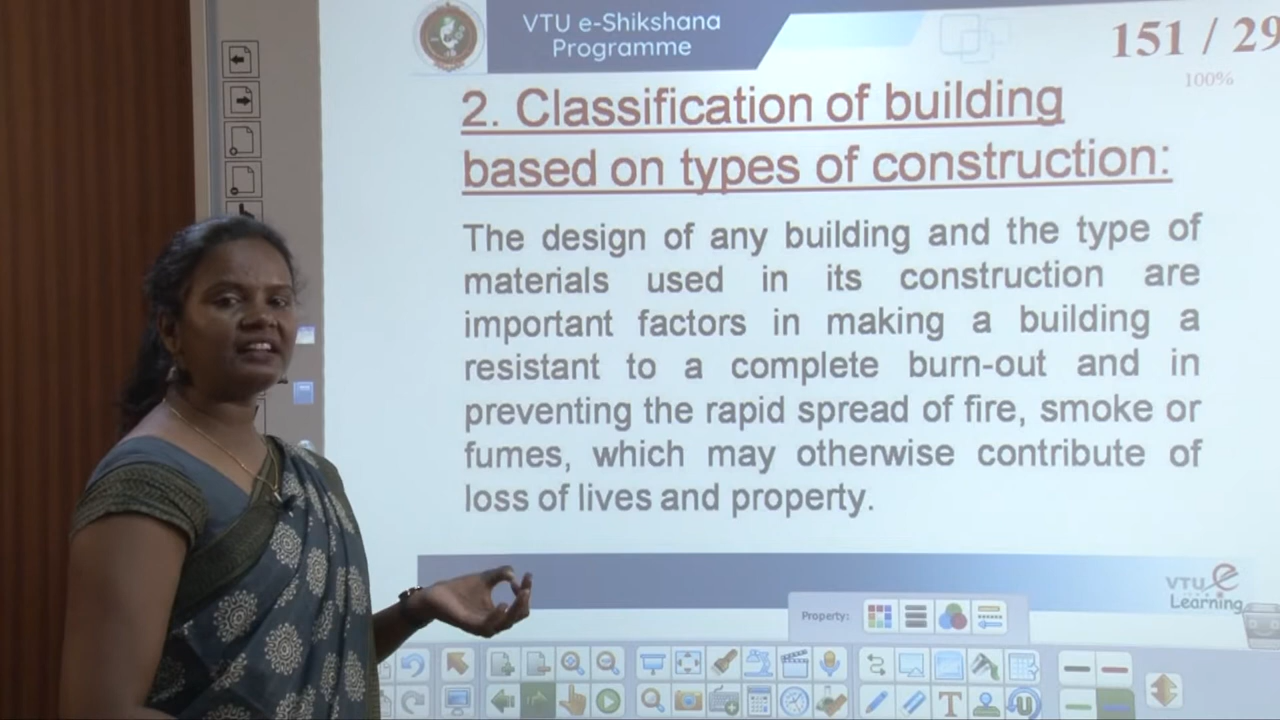 VTU e-Shikshana
Programme
151 / 29
100%
2. Classification of building
based on types of construction:
The design of any building and the type of
materials used in its construction are
important factors in making a building a
resistant to a complete burn-out and in
preventing the rapid spread of fire, smoke or
fumes, which may otherwise contribute of
loss of lives and property.
VTU e
Learning
Property: